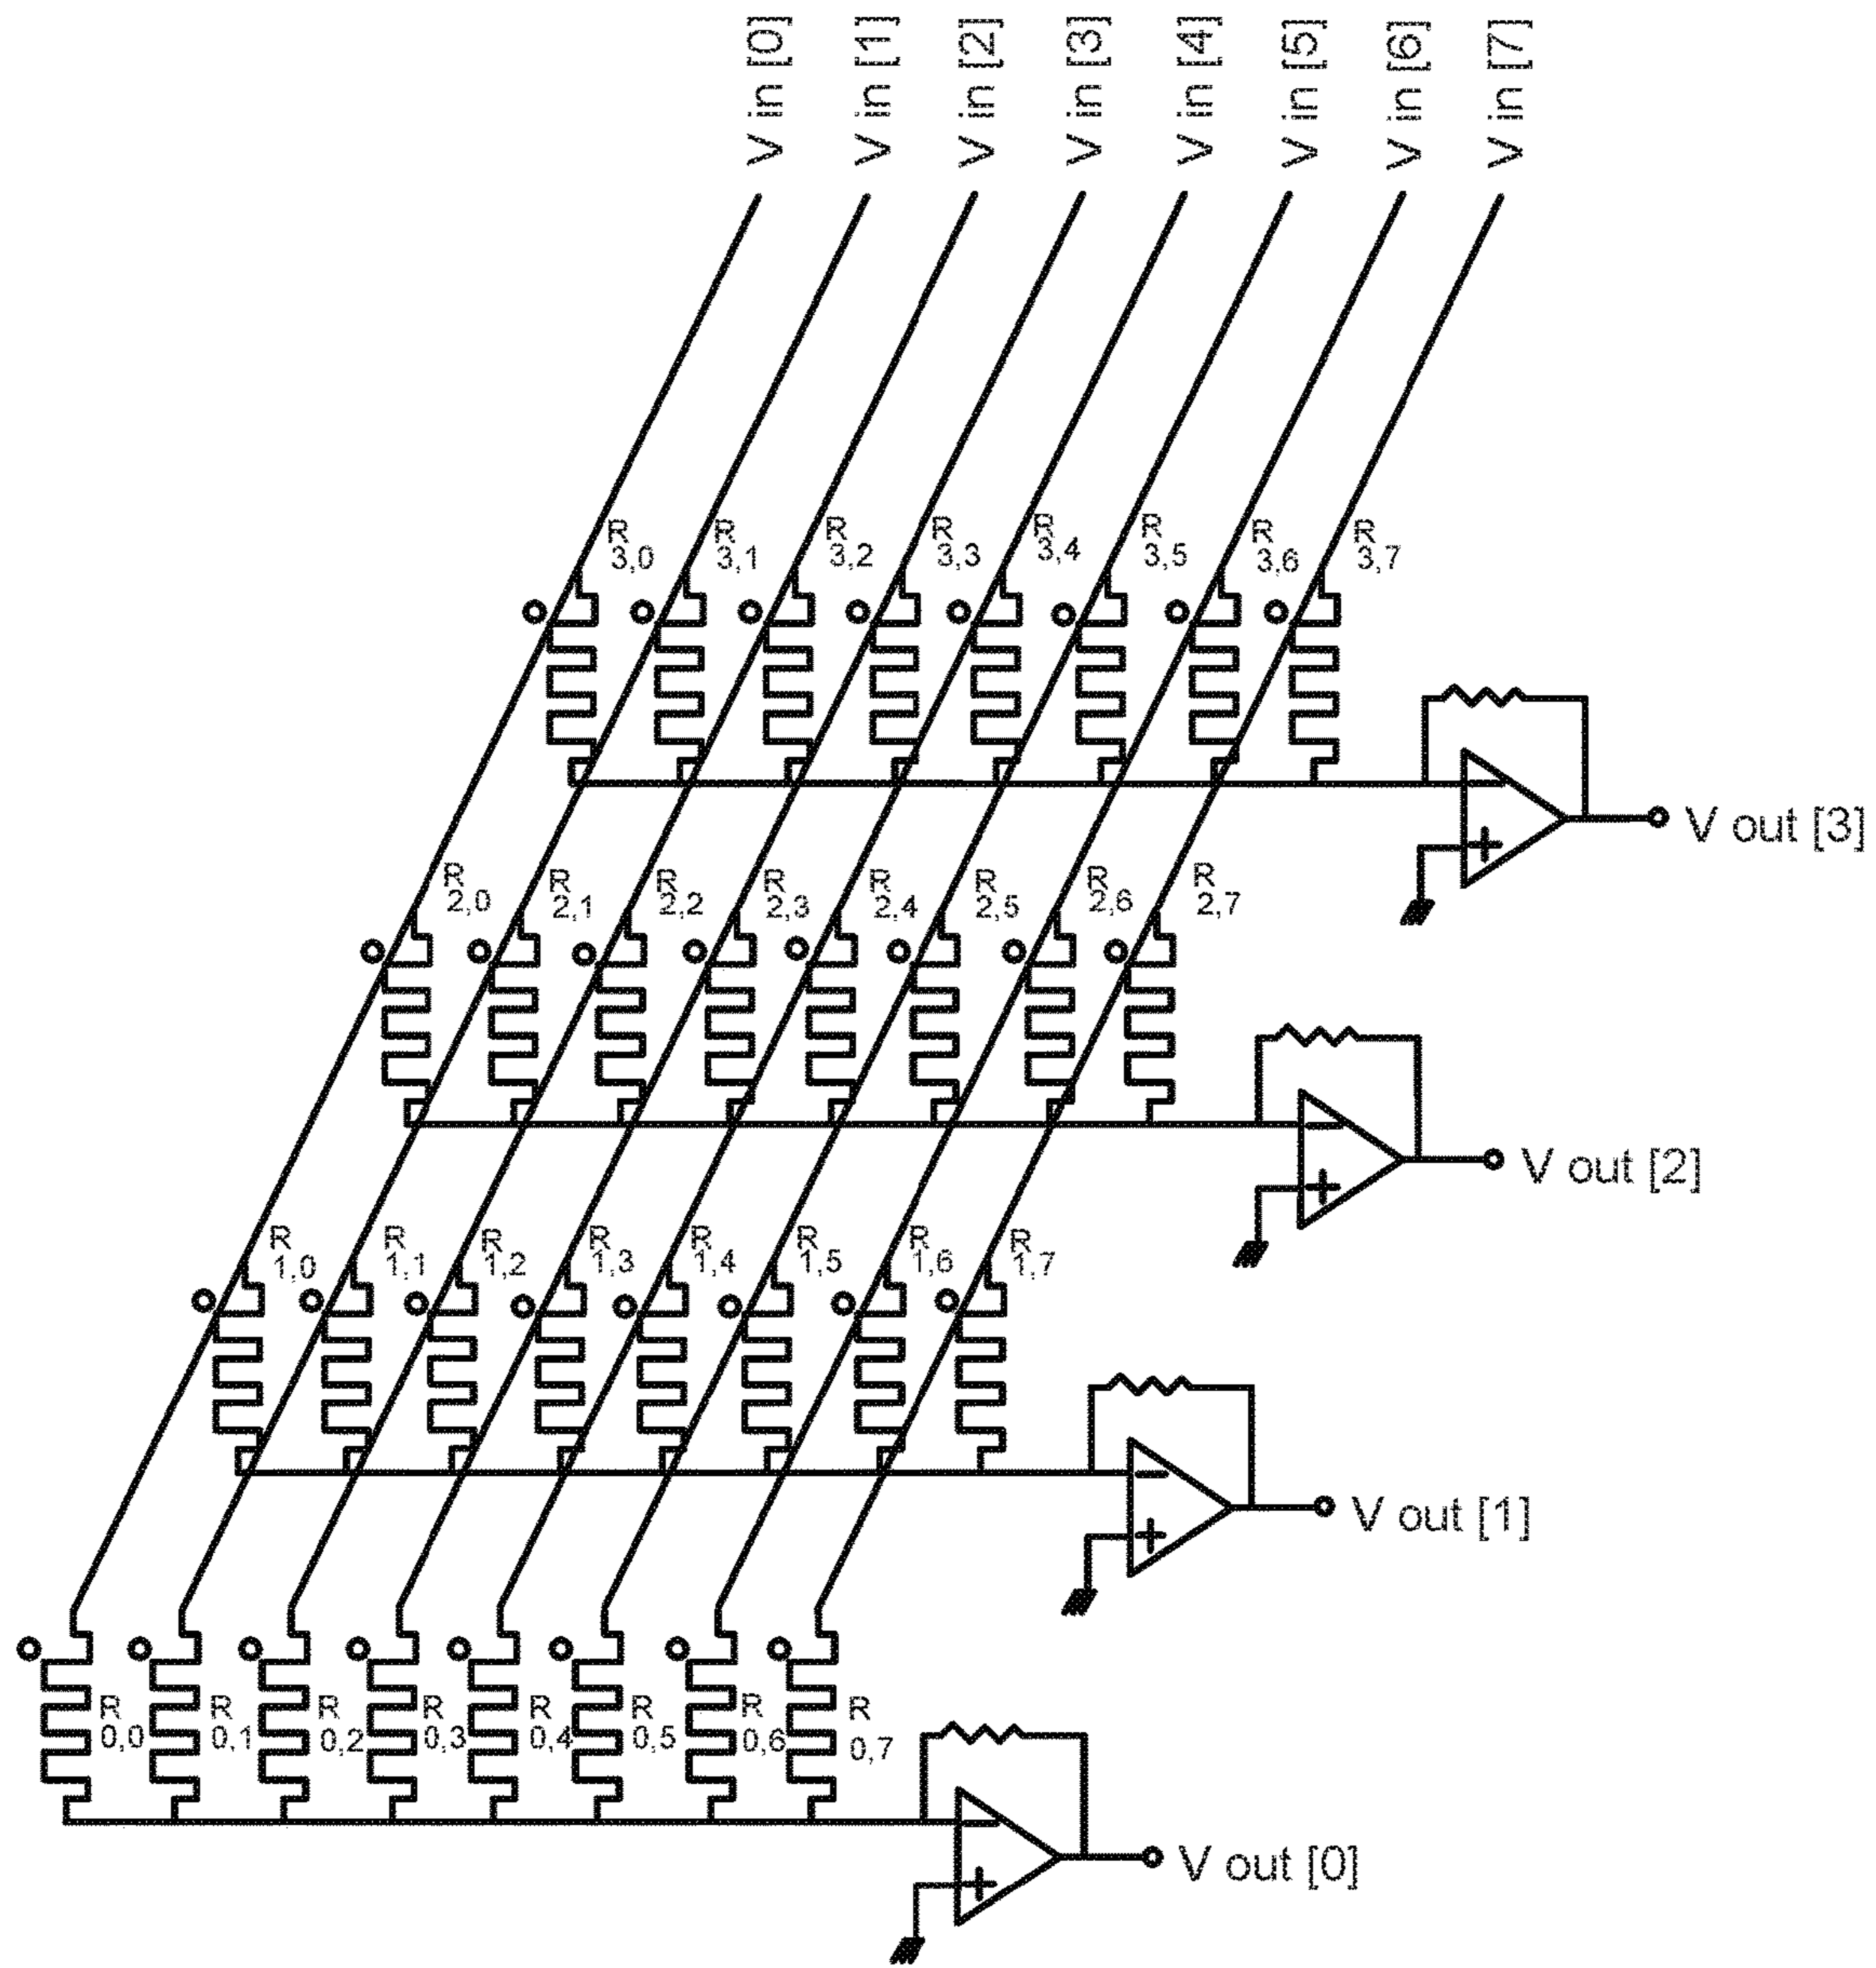 V in [0]
V in [1]
V in [2]
V in [3]
V in [4]
V in [5]
V in [6]
V in [7]
R
3,0
R
3,1
R
3,2
R
3,3
R
3,4
R
3,5
R
3,6
R
3,7
V out [3]
R
2,0
R
2,1
R
2,2
R
2,3
R
2,4
R
2,5
R
2,6
R
2,7
V out [2]
R
1,0
R
1,1
R
1,2
R
1,3
R
1,4
R
1,5
R
1,6
R
1,7
V out [1]
R
0,0
R
0,1
R
0,2
R
0,3
R
0,4
R
0,5
R
0,6
R
0,7
V out [0]